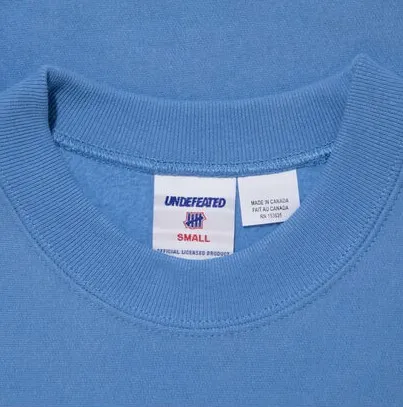 UNDEFEATED
SMALL
OFFICIAL LICENSED PRODUCT
MADE IN CANADA
FAIT AU CANADA